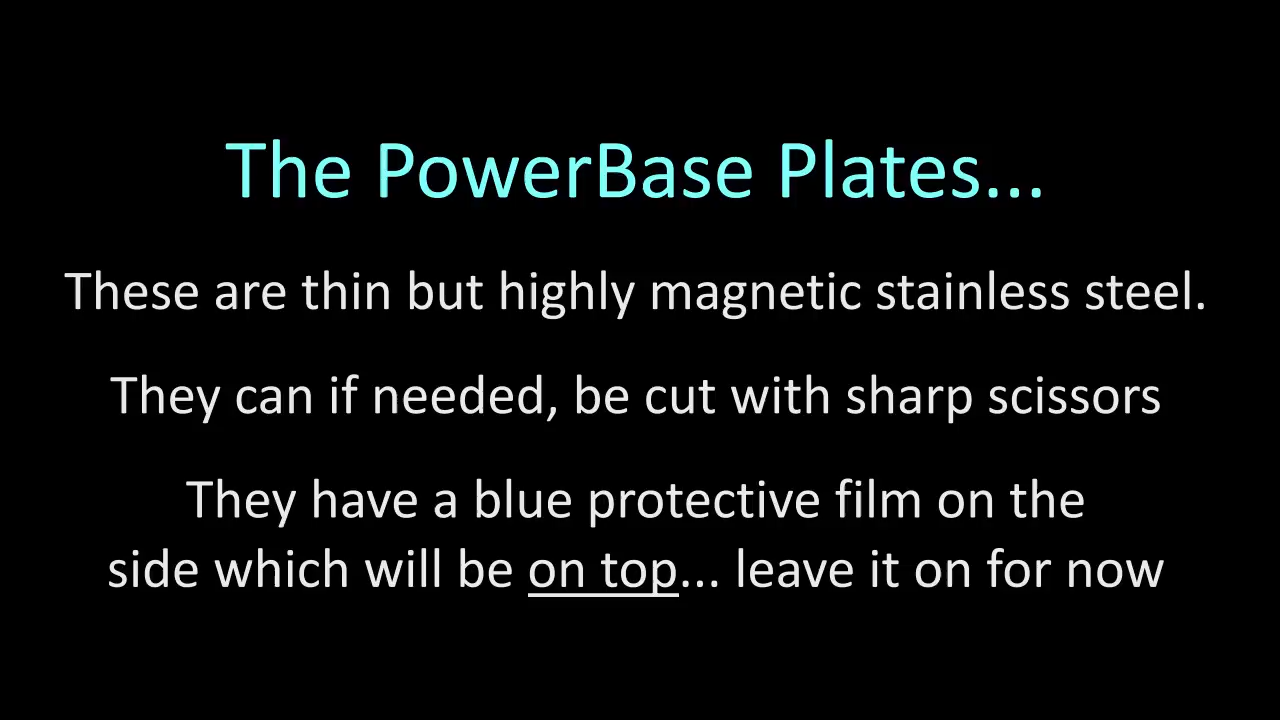 The PowerBase Plates...
These are thin but highly magnetic stainless steel.
They can if needed, be cut with sharp scissors
They have a blue protective film on the
side which will be on top... leave it on for now